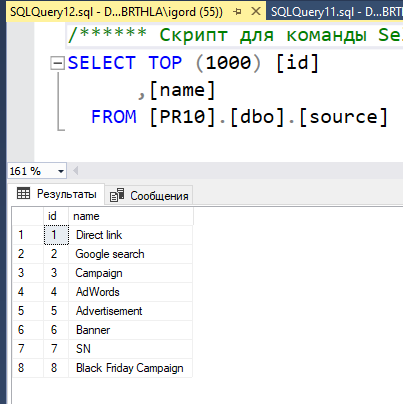 SQLQuery12.sql - D...BRTHLA\igord (55)) SQLQuery11.sql - D...B
/****** Скрипт для команды Se
SELECT TOP (1000) [id]
,[name]
FROM [PR10].[dbo].[source]
161 %
Результаты Сообщения
id name
1 1 Direct link
2 2 Google search
3 3 Campaign
4 4 AdWords
5 5 Advertisement
6 6 Banner
7 7 SN
8 8 Black Friday Campaign